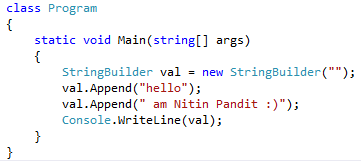 class Program
{
    static void Main(string[] args)
    {
        StringBuilder val = new StringBuilder("");
        val.Append("hello");
        val.Append(" am Nitin Pandit :)");
        Console.WriteLine(val);
    }
}